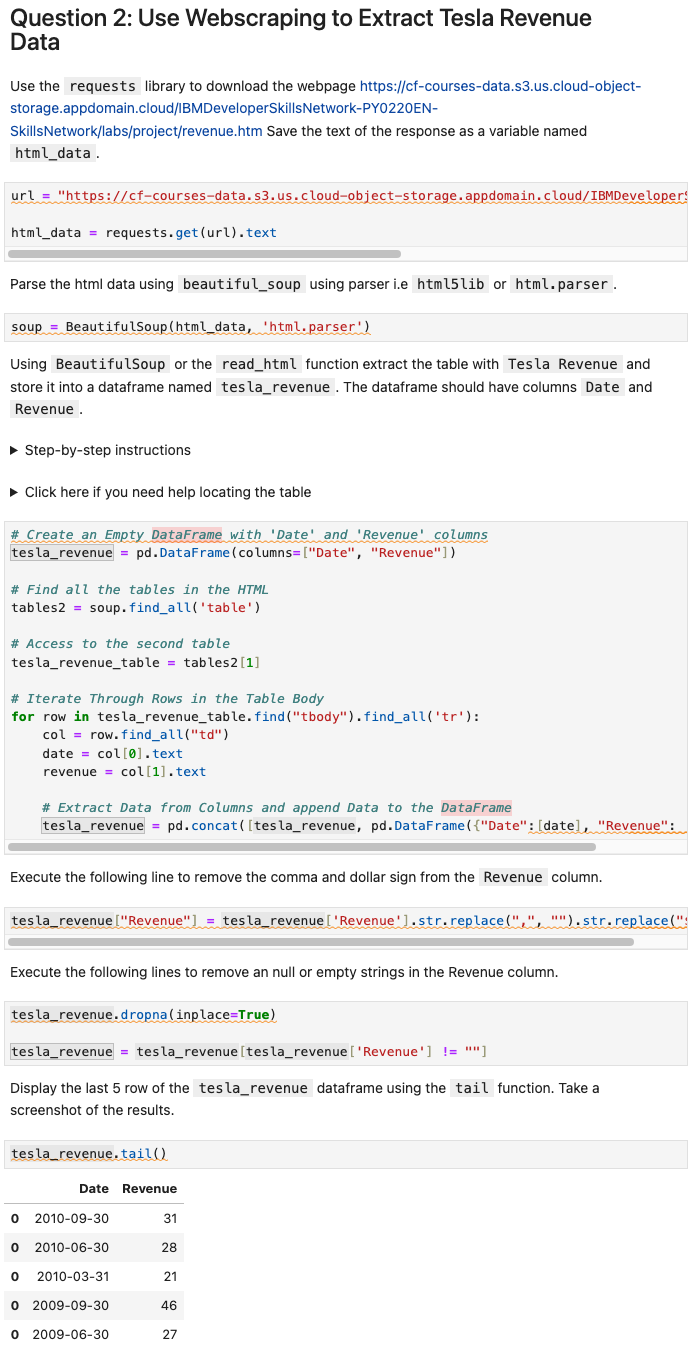 Question 2: Use Webscraping to Extract Tesla Revenue
Data
Use the requests library to download the webpage https://cf-courses-data.s3.us.cloud-object-
storage.appdomain.cloud/IBMDeveloperSkillsNetwork-PY0220EN-
SkillsNetwork/labs/project/revenue.htm Save the text of the response as a variable named
html_data .
url = "https://cf-courses-data.s3.us.cloud-object-storage.appdomain.cloud/IBMDeveloperS
html_data = requests.get(url).text
Parse the html data using beautiful_soup using parser i.e html5lib or html.parser .
soup = BeautifulSoup(html_data, 'html.parser')
Using BeautifulSoup or the read_html function extract the table with Tesla Revenue and
store it into a dataframe named tesla_revenue . The dataframe should have columns Date and
Revenue .
▶ Step-by-step instructions
▶ Click here if you need help locating the table
# Create an Empty DataFrame with 'Date' and 'Revenue' columns
tesla_revenue = pd.DataFrame(columns=["Date", "Revenue"])
# Find all the tables in the HTML
tables2 = soup.find_all('table')
# Access to the second table
tesla_revenue_table = tables2[1]
# Iterate Through Rows in the Table Body
for row in tesla_revenue_table.find("tbody").find_all('tr'):
    col = row.find_all("td")
    date = col[0].text
    revenue = col[1].text
    # Extract Data from Columns and append Data to the DataFrame
    tesla_revenue = pd.concat([tesla_revenue, pd.DataFrame({"Date":[date], "Revenue":
Execute the following line to remove the comma and dollar sign from the Revenue column.
tesla_revenue["Revenue"] = tesla_revenue['Revenue'].str.replace(",", "").str.replace("$
Execute the following lines to remove an null or empty strings in the Revenue column.
tesla_revenue.dropna(inplace=True)
tesla_revenue = tesla_revenue[tesla_revenue['Revenue'] != ""]
Display the last 5 row of the tesla_revenue dataframe using the tail function. Take a
screenshot of the results.
tesla_revenue.tail()
Date Revenue
0 2010-09-30 31
0 2010-06-30 28
0 2010-03-31 21
0 2009-09-30 46
0 2009-06-30 27